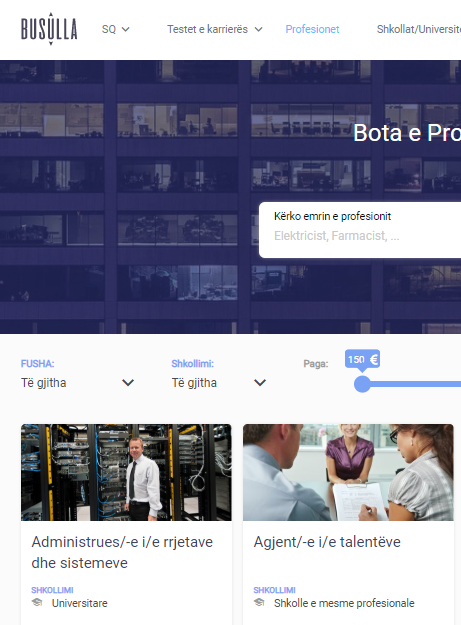 BUSULLA
SQ
Testet e karrierës
Profesionet
Shkollat/Universite
Bota e Pro
Kërko emrin e profesionit
Elektricist, Farmacist, ...
FUSHA:
Të gjitha
Shkollimi:
Të gjitha
Paga:
150 €
Administrues/-e i/e rrjetave
dhe sistemeve
SHKOLLIMI
Universitare
Agjent/-e i/e talentëve
SHKOLLIMI
Shkolle e mesme profesionale